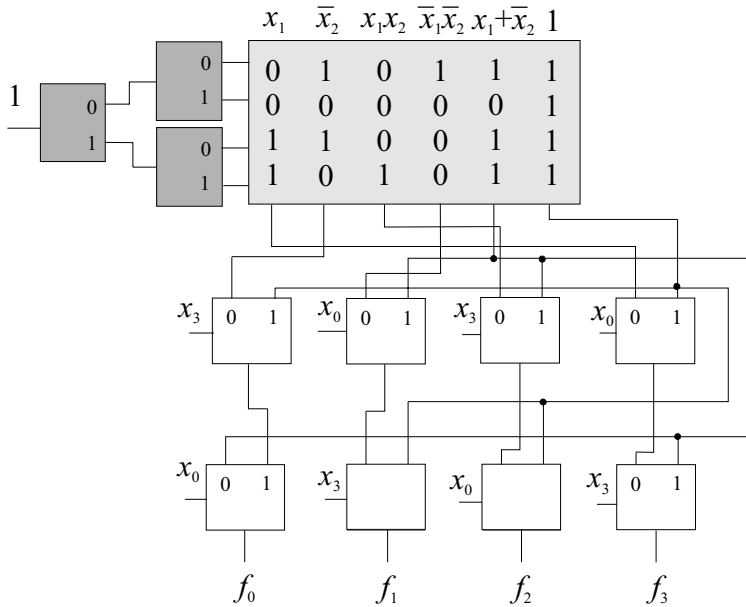 x₁ x̄₂ x₁x₂ x̄₁x̄₂ x₁+x̄₂ 1
0 0 1 0 1 1 1
1 1 0 0 0 0 0 1
0
1 0 1 1 0 0 1 1
1 1 0 1 0 1 1
x₃ 0 1 x₀ 0 1 x₃ 0 1 x₀ 0 1
x₀ 0 1 x₃ x₀ x₃ 0 1
f₀ f₁ f₂ f₃